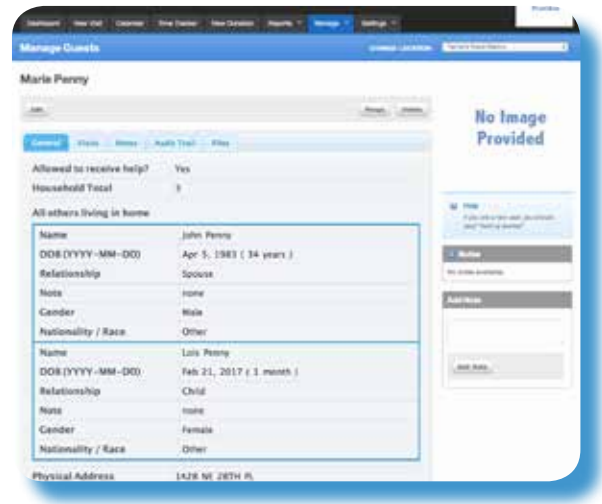 Provided
Dashboard New Visit Calendar Time Tracker New Donation Reports Manage Settings
Manage Guests CHANGE LOCATION
Marie Penny
Edit Merge Delete
No Image
Provided
General Visits Notes Audit Trail Files
Allowed to receive help? Yes
Household Total 3
All others living in home
Name John Penny
DOB (YYYY-MM-DD) Apr 5, 1983 ( 34 years )
Relationship Spouse
Note none
Gender Male
Nationality / Race Other
Name Lois Penny
DOB (YYYY-MM-DD) Feb 21, 2017 ( 1 month )
Relationship Child
Note none
Gender Female
Nationality / Race Other
Physical Address 1428 NE 28TH PL
Help
Notes
No notes available.
Add Note
Add Note